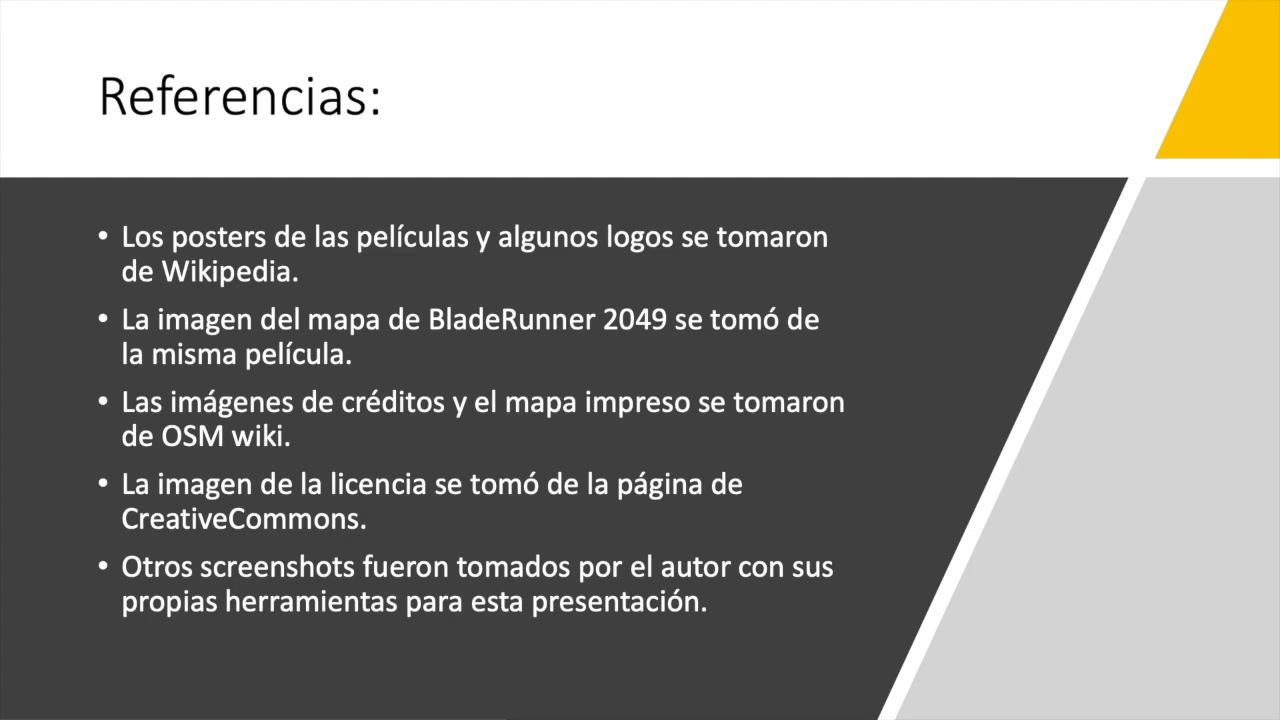 Referencias:
• Los posters de las películas y algunos logos se tomaron
de Wikipedia.
• La imagen del mapa de BladeRunner 2049 se tomó de
la misma película.
• Las imágenes de créditos y el mapa impreso se tomaron
de OSM wiki.
• La imagen de la licencia se tomó de la página de
CreativeCommons.
• Otros screenshots fueron tomados por el autor con sus
propias herramientas para esta presentación.